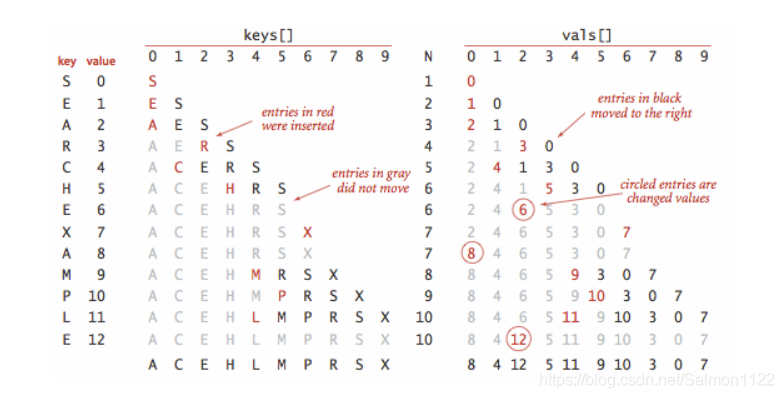 keys[] vals[]
key value 0 1 2 3 4 5 6 7 8 9 N 0 1 2 3 4 5 6 7 8 9
S 0 S 1 0
E 1 E S 2 1 0
A 2 A E S 3 2 1 0
R 3 A E R S 4 2 1 3 0
C 4 A C E R S 5 2 4 1 3 0
H 5 A C E H R S 6 2 4 1 5 3 0
E 6 A C E H R S 6 2 4 6 5 3 0
X 7 A C E H R S X 7 2 4 6 5 3 0 7
A 8 A C E H R S X 7 8 4 6 5 3 0 7
M 9 A C E H M R S X 8 8 4 6 5 9 3 0 7
P 10 A C E H M P R S X 9 8 4 6 5 9 10 3 0 7
L 11 A C E H L M P R S X 10 8 4 6 5 11 9 10 3 0 7
E 12 A C E H L M P R S X 10 8 4 12 5 11 9 10 3 0 7
A C E H L M P R S X 8 4 12 5 11 9 10 3 0 7
entries in red
were inserted
entries in gray
did not move
entries in black
moved to the right
circled entries are
changed values
https://blog.csdn.net/Salmon1122